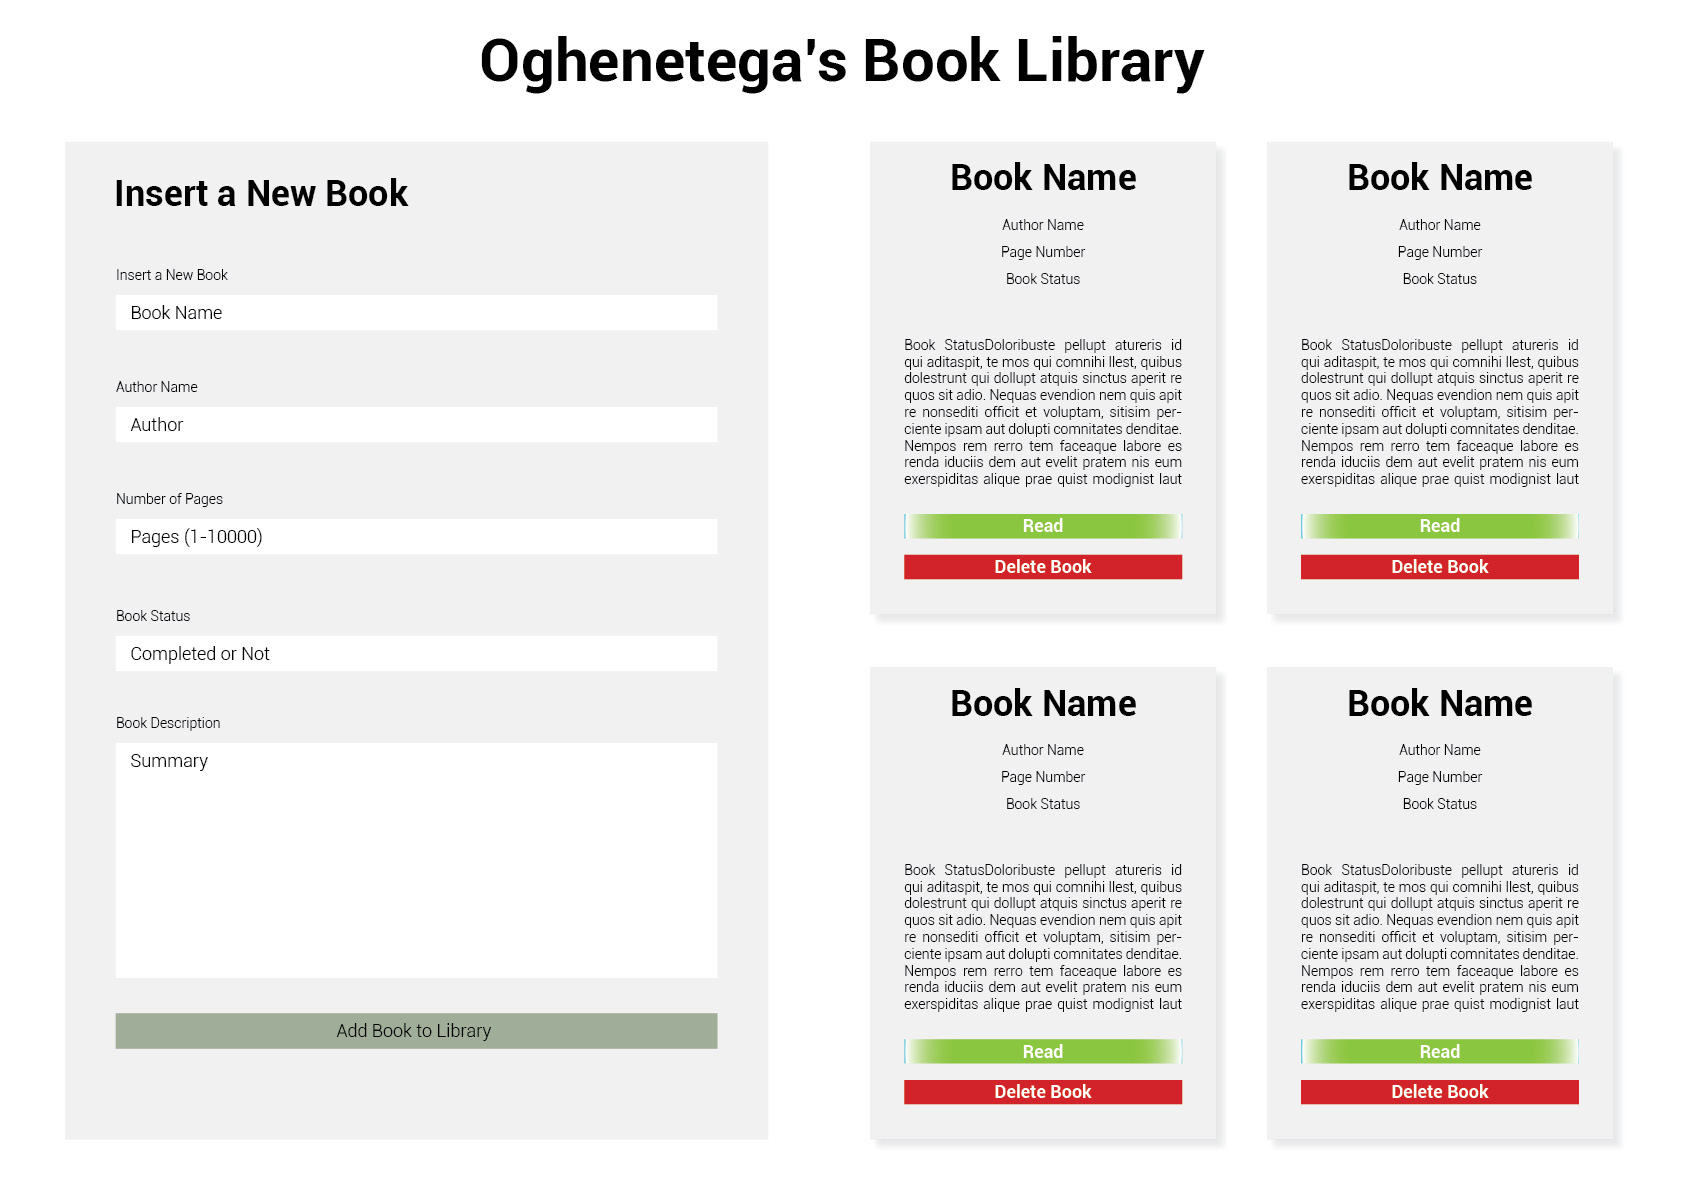 Oghenetega's Book Library
Insert a New Book
Insert a New Book
Book Name
Author Name
Author
Number of Pages
Pages (1-10000)
Book Status
Completed or Not
Book Description
Summary
Add Book to Library
Book Name
Author Name
Page Number
Book Status
Book StatusDoloribuste pellupt atureris id
qui aditaspit, te mos qui comnihi llest, quibus
dolestrunt qui dollupt atquis sinctus aperit re
quos sit adio. Nequas evendion nem quis apit
re nonsediti officit et voluptam, sitisim per-
ciente ipsam aut dolupti comnitates denditae.
Nempos rem rerro tem faceaque labore es
renda iduciis dem aut evelit pratem nis eum
exerspiditas alique prae quist modignist laut
Read
Delete Book
Book Name
Author Name
Page Number
Book Status
Book StatusDoloribuste pellupt atureris id
qui aditaspit, te mos qui comnihi llest, quibus
dolestrunt qui dollupt atquis sinctus aperit re
quos sit adio. Nequas evendion nem quis apit
re nonsediti officit et voluptam, sitisim per-
ciente ipsam aut dolupti comnitates denditae.
Nempos rem rerro tem faceaque labore es
renda iduciis dem aut evelit pratem nis eum
exerspiditas alique prae quist modignist laut
Read
Delete Book
Book Name
Author Name
Page Number
Book Status
Book StatusDoloribuste pellupt atureris id
qui aditaspit, te mos qui comnihi llest, quibus
dolestrunt qui dollupt atquis sinctus aperit re
quos sit adio. Nequas evendion nem quis apit
re nonsediti officit et voluptam, sitisim per-
ciente ipsam aut dolupti comnitates denditae.
Nempos rem rerro tem faceaque labore es
renda iduciis dem aut evelit pratem nis eum
exerspiditas alique prae quist modignist laut
Read
Delete Book
Book Name
Author Name
Page Number
Book Status
Book StatusDoloribuste pellupt atureris id
qui aditaspit, te mos qui comnihi llest, quibus
dolestrunt qui dollupt atquis sinctus aperit re
quos sit adio. Nequas evendion nem quis apit
re nonsediti officit et voluptam, sitisim per-
ciente ipsam aut dolupti comnitates denditae.
Nempos rem rerro tem faceaque labore es
renda iduciis dem aut evelit pratem nis eum
exerspiditas alique prae quist modignist laut
Read
Delete Book